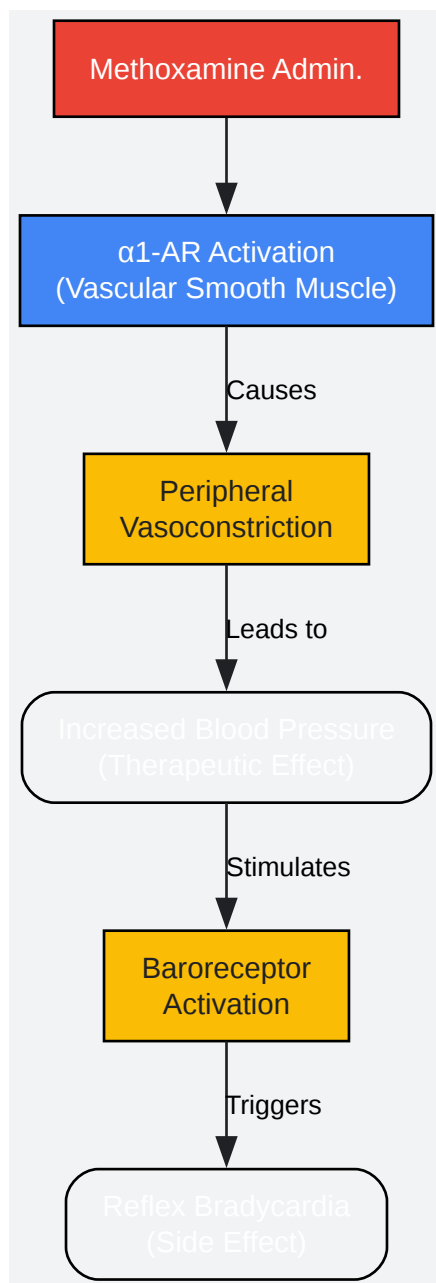 Methoxamine Admin.
α1-AR Activation
(Vascular Smooth Muscle)
Causes
Peripheral
Vasoconstriction
Leads to
Increased Blood Pressure
(Therapeutic Effect)
Stimulates
Baroreceptor
Activation
Triggers
Reflex Bradycardia
(Side Effect)